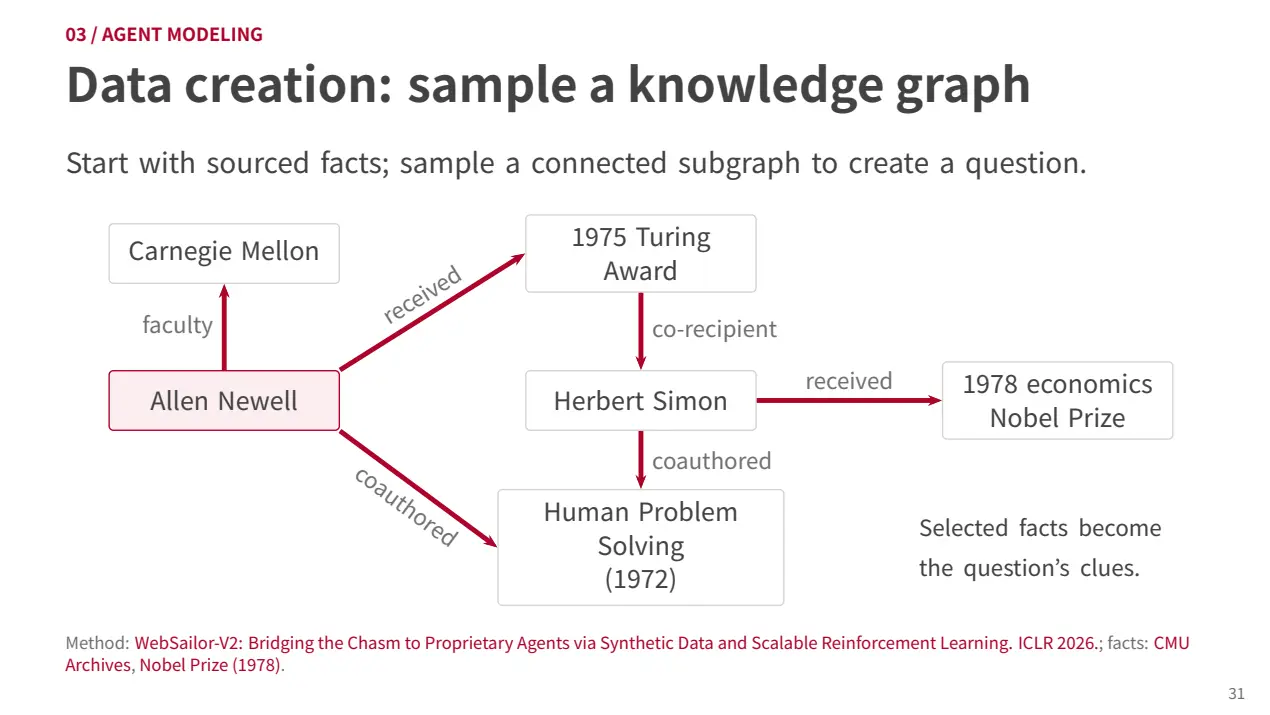 03 / AGENT MODELING
Data creation: sample a knowledge graph
Start with sourced facts; sample a connected subgraph to create a question.
Carnegie Mellon
1975 Turing
Award
received
faculty
co-recipient
Allen Newell
Herbert Simon
received
1978 economics
Nobel Prize
coauthored
coauthored
Human Problem
Solving
(1972)
Selected facts become
the question's clues.
Method: WebSailor-V2: Bridging the Chasm to Proprietary Agents via Synthetic Data and Scalable Reinforcement Learning. ICLR 2026.; facts: CMU
Archives, Nobel Prize (1978).
31